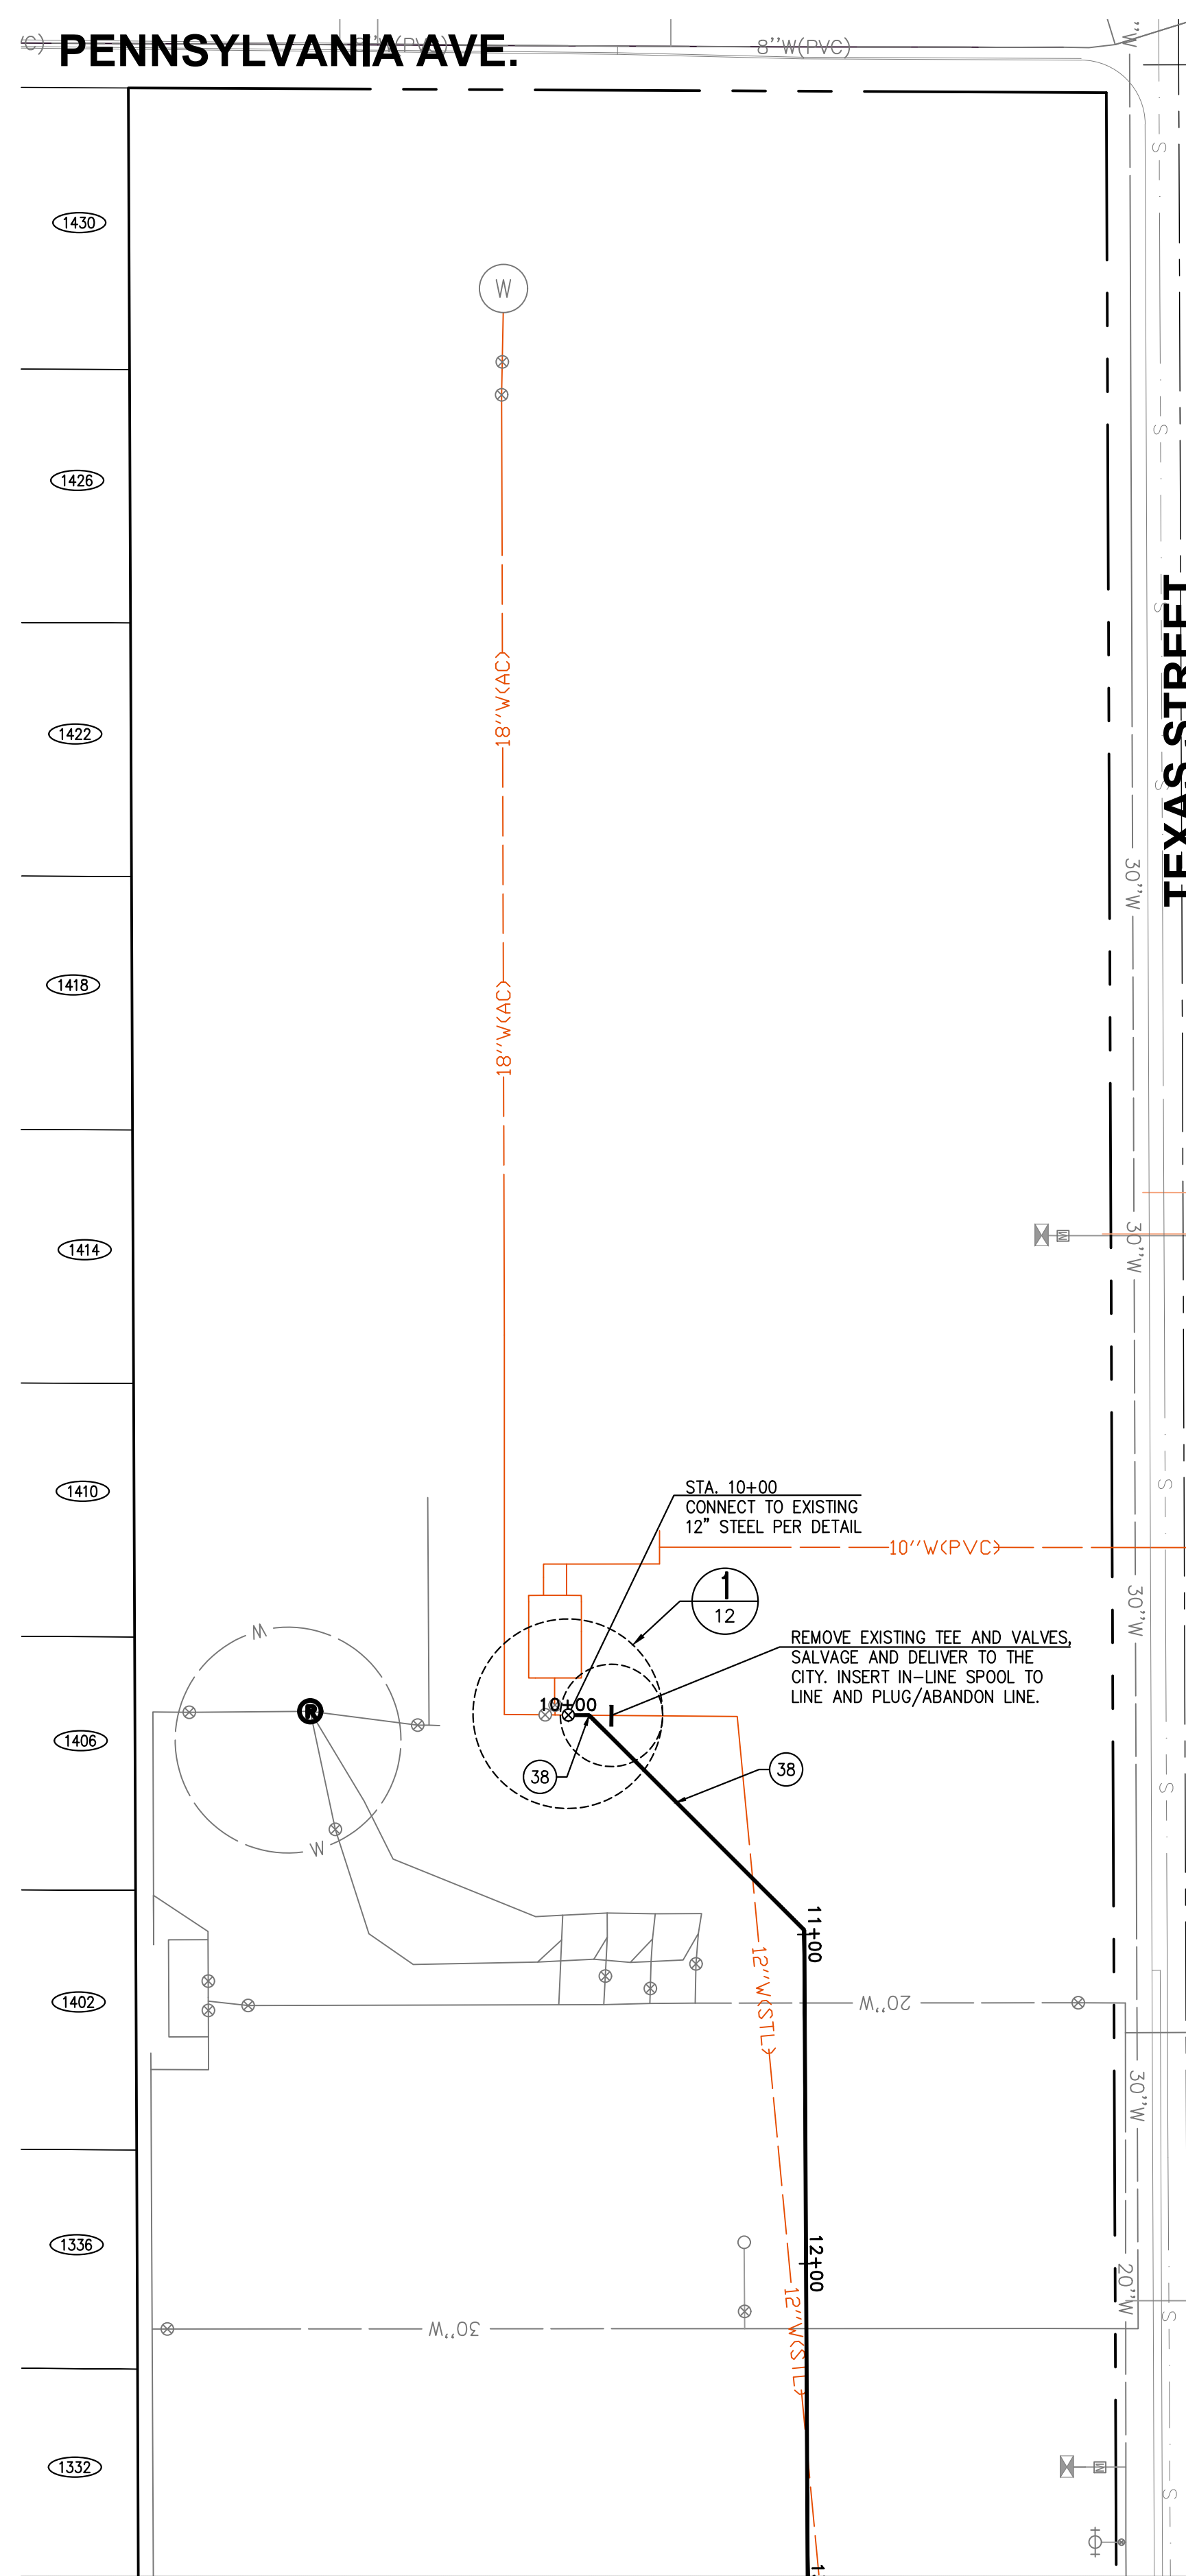 PENNSYLVANIA AVE.
8''W(PVC)
1430
W
1426
S
S
TEXAS STREET
18''W(AC)
1422
S
S
30''W
18''W(AC)
1418
30''W
1414
M
1410
STA. 10+00
CONNECT TO EXISTING
12" STEEL PER DETAIL
S
10''W(PVC)
30''W
1
12
W
REMOVE EXISTING TEE AND VALVES,
SALVAGE AND DELIVER TO THE
CITY. INSERT IN-LINE SPOOL TO
LINE AND PLUG/ABANDON LINE.
10+00
R
1406
38
38
S
W
11+00
12''W(STL)
1402
20''W
30''W
1336
12+00
20''W
12''W(STL)
30''W
S
1332
M
S